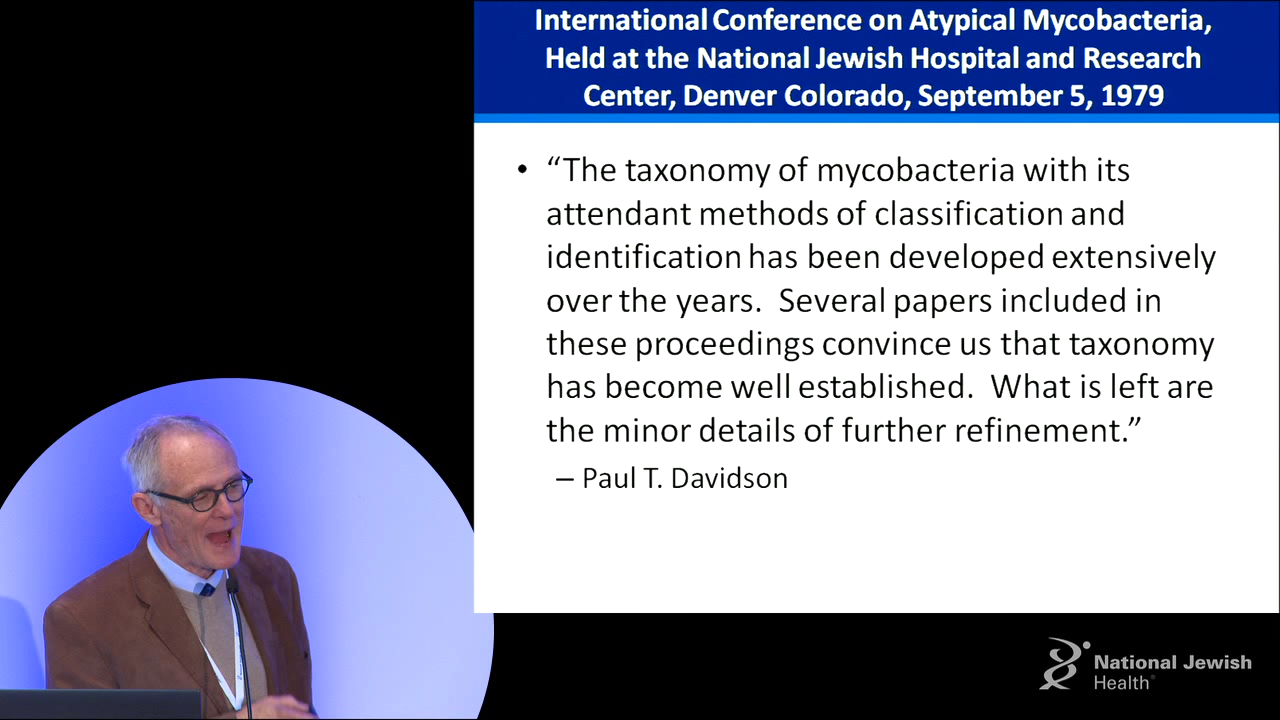 International Conference on Atypical Mycobacteria,
Held at the National Jewish Hospital and Research
Center, Denver Colorado, September 5, 1979
• “The taxonomy of mycobacteria with its
attendant methods of classification and
identification has been developed extensively
over the years.  Several papers included in
these proceedings convince us that taxonomy
has become well established.  What is left are
the minor details of further refinement.”
– Paul T. Davidson
National Jewish
Health®